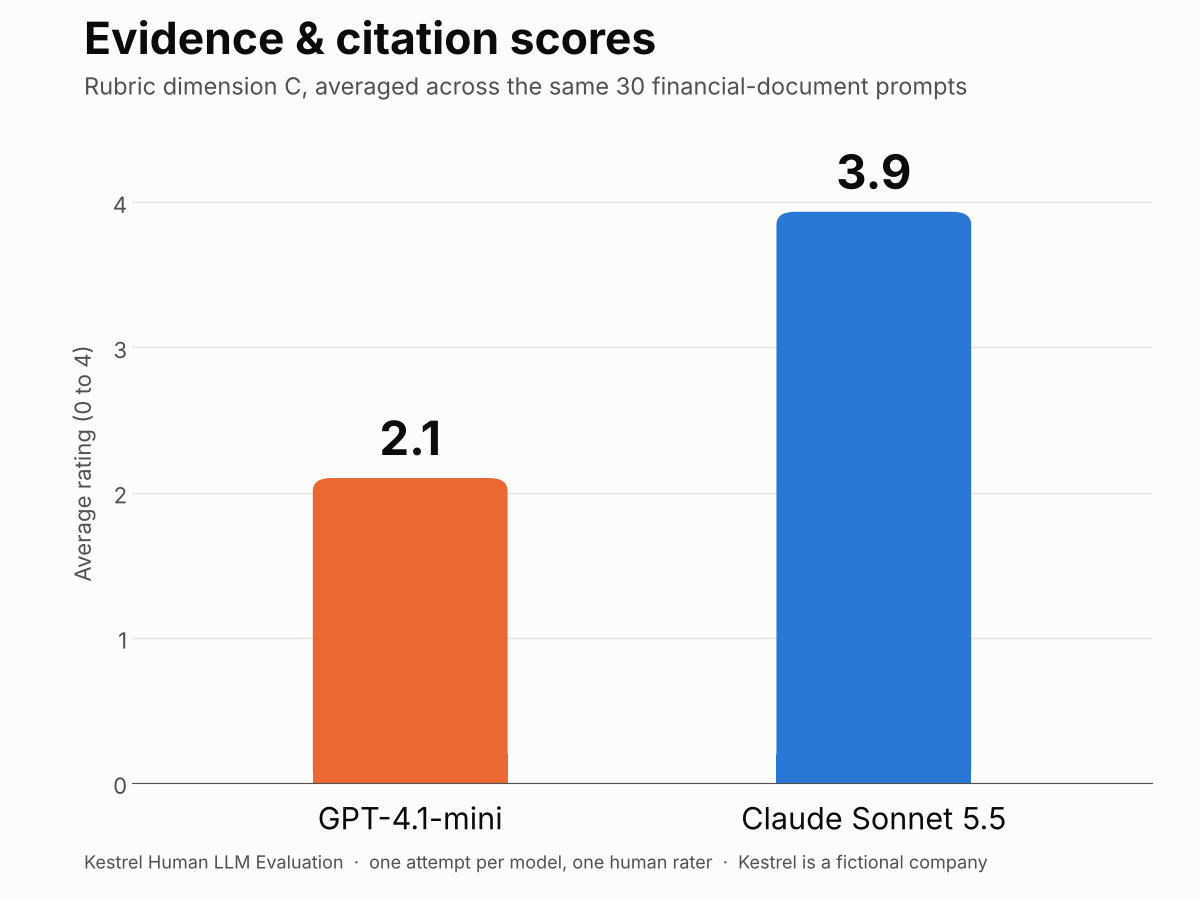 Evidence & citation scores
Rubric dimension C, averaged across the same 30 financial-document prompts
3.9
4
3
2.1
2
1
0
Average rating (0 to 4)
GPT-4.1-mini
Claude Sonnet 5.5
Kestrel Human LLM Evaluation · one attempt per model, one human rater · Kestrel is a fictional company